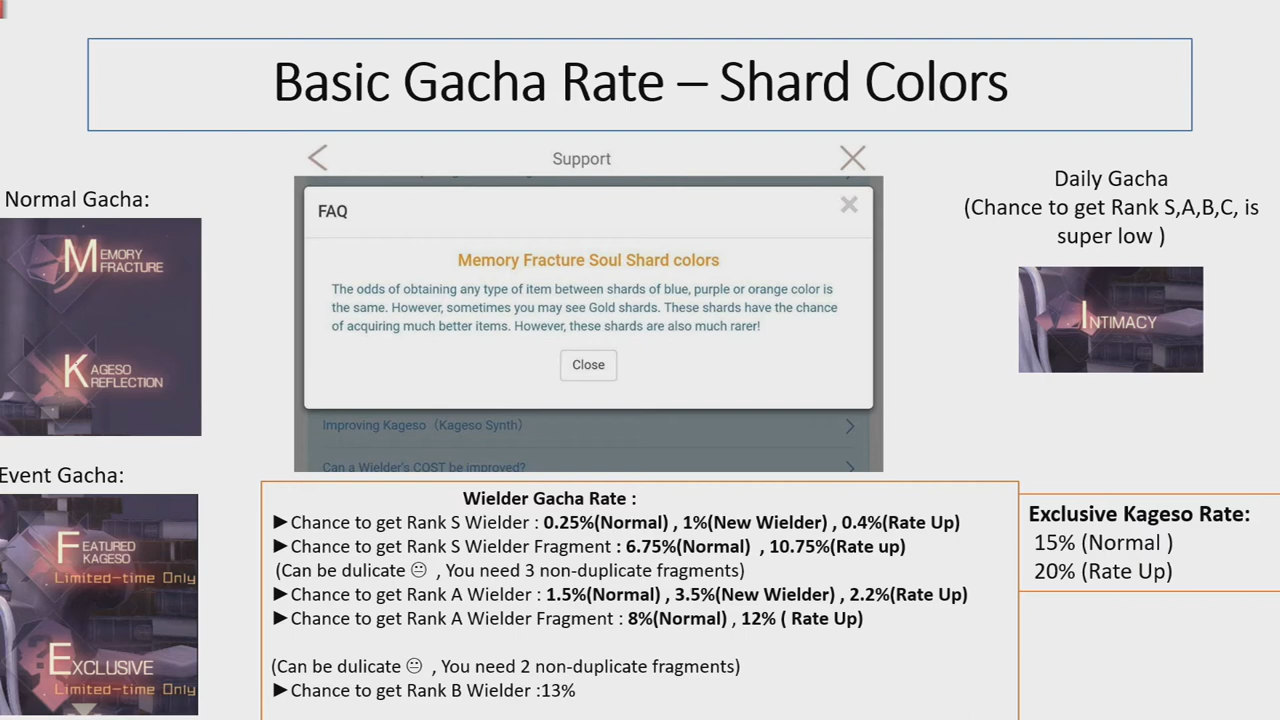 Basic Gacha Rate – Shard Colors
Normal Gacha:
MEMORY
FRACTURE
KAGESO
REFLECTION
Event Gacha:
FEATURED
KAGESO
Limited-time Only
EXCLUSIVE
Limited-time Only
Support
FAQ
Memory Fracture Soul Shard colors
The odds of obtaining any type of item between shards of blue, purple or orange color is
the same. However, sometimes you may see Gold shards. These shards have the chance
of acquiring much better items. However, these shards are also much rarer!
Close
Improving Kageso（Kageso Synth）
Can a Wielder's COST be improved?
Daily Gacha
(Chance to get Rank S,A,B,C, is
super low )
INTIMACY
Wielder Gacha Rate :
►Chance to get Rank S Wielder : 0.25%(Normal) , 1%(New Wielder) , 0.4%(Rate Up)
►Chance to get Rank S Wielder Fragment : 6.75%(Normal) , 10.75%(Rate up)
(Can be dulicate 😐 , You need 3 non-duplicate fragments)
►Chance to get Rank A Wielder : 1.5%(Normal) , 3.5%(New Wielder) , 2.2%(Rate Up)
►Chance to get Rank A Wielder Fragment : 8%(Normal) , 12% ( Rate Up)
(Can be dulicate 😐 , You need 2 non-duplicate fragments)
►Chance to get Rank B Wielder :13%
Exclusive Kageso Rate:
15% (Normal )
20% (Rate Up)